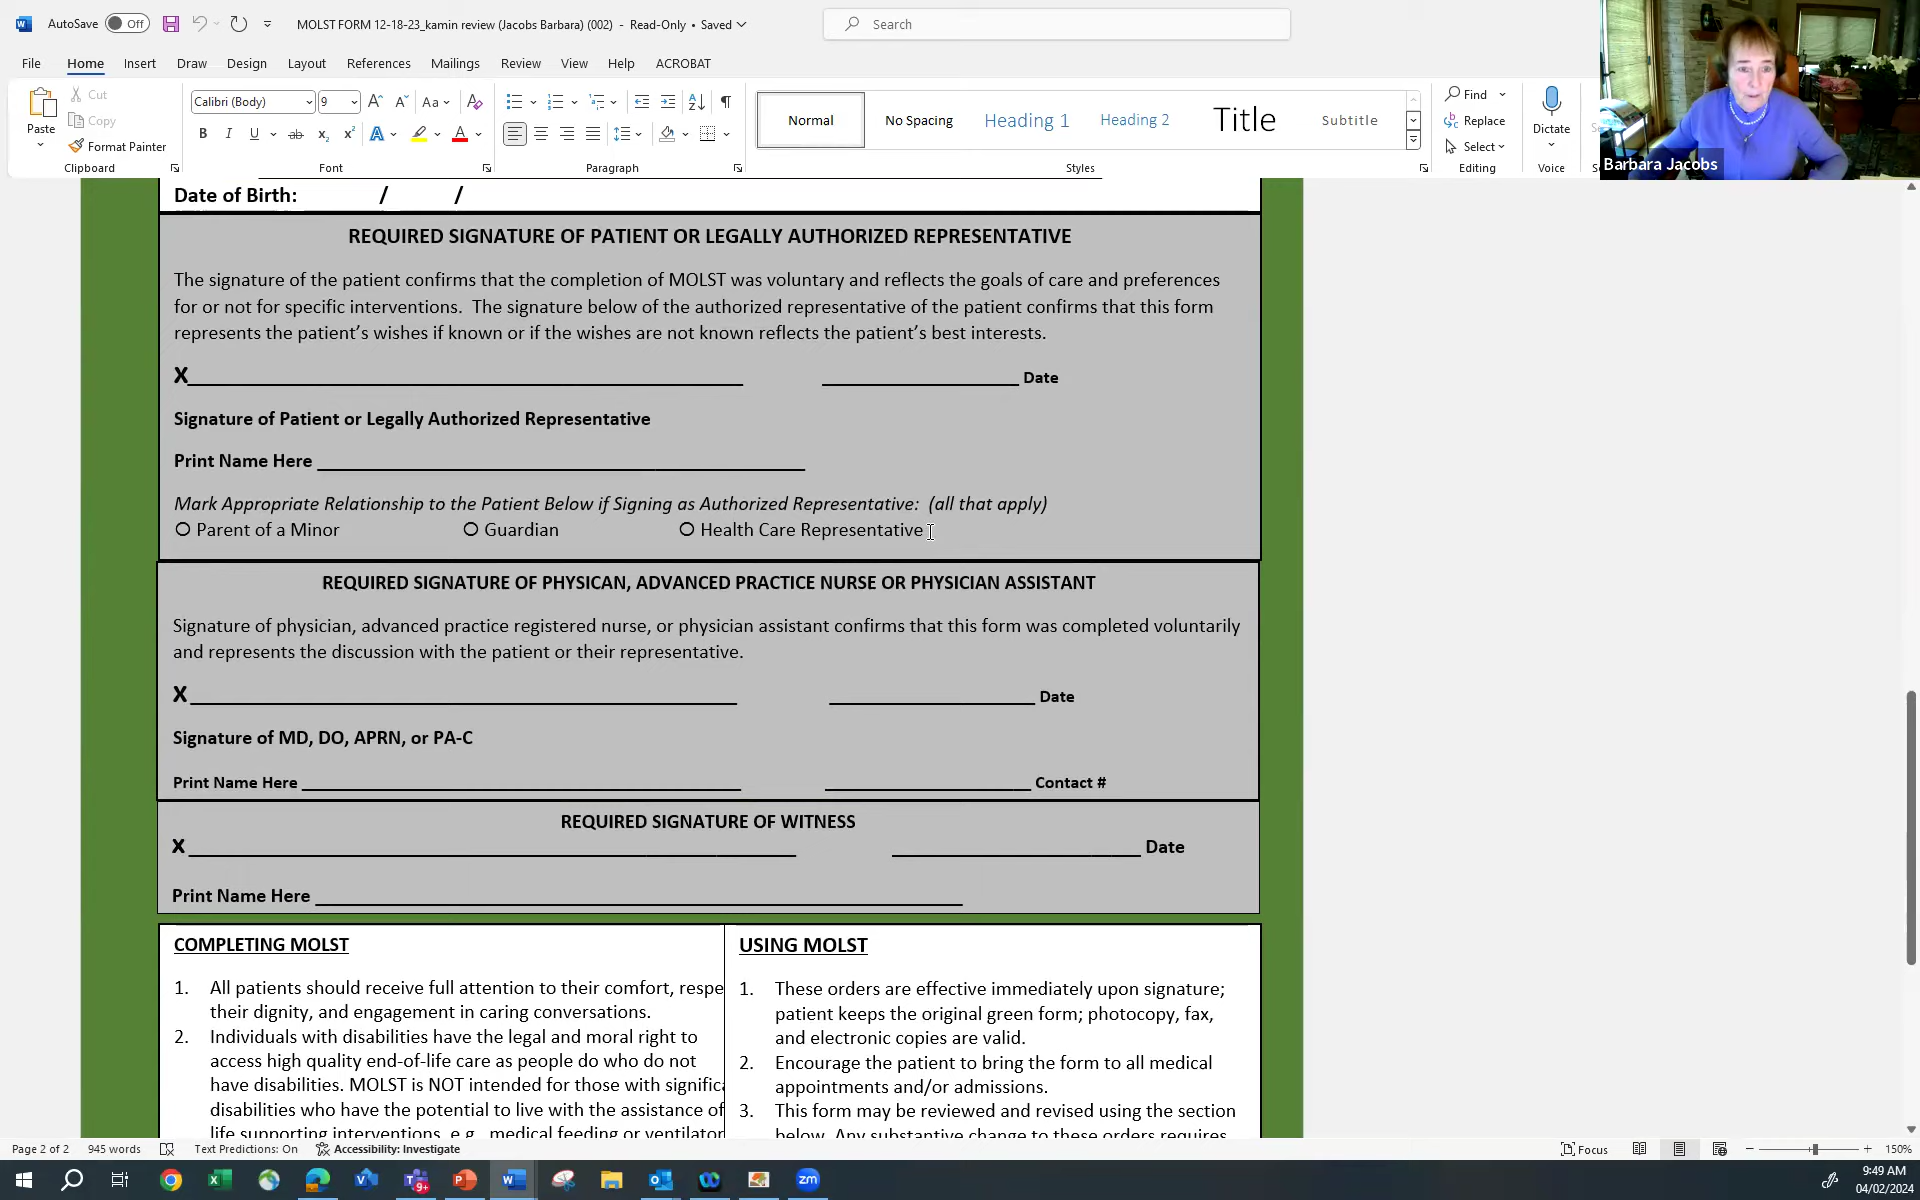 AutoSave Off MOLST FORM 12-18-23_kamin review (Jacobs Barbara) (002) - Read-Only • Saved Search
File Home Insert Draw Design Layout References Mailings Review View Help ACROBAT
Paste Cut Copy Format Painter Clipboard
Calibri (Body) 9 Font
Paragraph
Normal No Spacing Heading 1 Heading 2 Title Subtitle Styles
Find Replace Select Editing
Dictate Voice
Barbara Jacobs
Date of Birth: / /
REQUIRED SIGNATURE OF PATIENT OR LEGALLY AUTHORIZED REPRESENTATIVE
The signature of the patient confirms that the completion of MOLST was voluntary and reflects the goals of care and preferences
for or not for specific interventions. The signature below of the authorized representative of the patient confirms that this form
represents the patient’s wishes if known or if the wishes are not known reflects the patient’s best interests.
X Date
Signature of Patient or Legally Authorized Representative
Print Name Here
Mark Appropriate Relationship to the Patient Below if Signing as Authorized Representative: (all that apply)
Parent of a Minor Guardian Health Care Representative
REQUIRED SIGNATURE OF PHYSICAN, ADVANCED PRACTICE NURSE OR PHYSICIAN ASSISTANT
Signature of physician, advanced practice registered nurse, or physician assistant confirms that this form was completed voluntarily
and represents the discussion with the patient or their representative.
X Date
Signature of MD, DO, APRN, or PA-C
Print Name Here Contact #
REQUIRED SIGNATURE OF WITNESS
X Date
Print Name Here
COMPLETING MOLST
1. All patients should receive full attention to their comfort, respe
their dignity, and engagement in caring conversations.
2. Individuals with disabilities have the legal and moral right to
access high quality end-of-life care as people do who do not
have disabilities. MOLST is NOT intended for those with signific
disabilities who have the potential to live with the assistance of
life supporting interventions, e.g., medical feeding or ventilator
USING MOLST
1. These orders are effective immediately upon signature;
patient keeps the original green form; photocopy, fax,
and electronic copies are valid.
2. Encourage the patient to bring the form to all medical
appointments and/or admissions.
3. This form may be reviewed and revised using the section
below. Any substantive change to these orders requires
Page 2 of 2 945 words Text Predictions: On Accessibility: Investigate Focus 150%
9:49 AM
04/02/2024